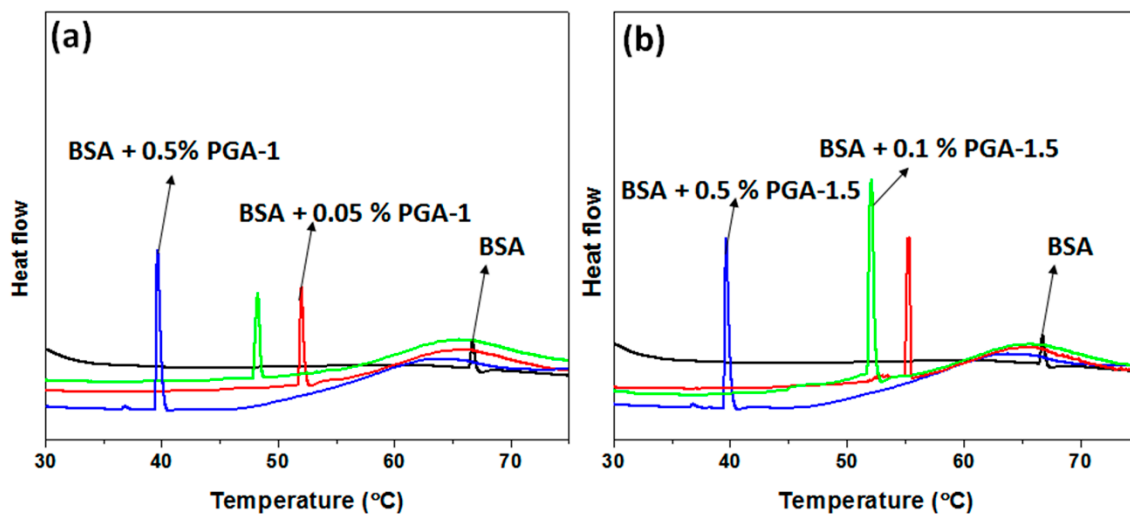 (a)
BSA + 0.5% PGA-1
BSA + 0.05 % PGA-1
BSA
Heat flow
30 40 50 60 70
Temperature (°C)
(b)
BSA + 0.1 % PGA-1.5
BSA + 0.5 % PGA-1.5
BSA
Heat flow
30 40 50 60 70
Temperature (°C)